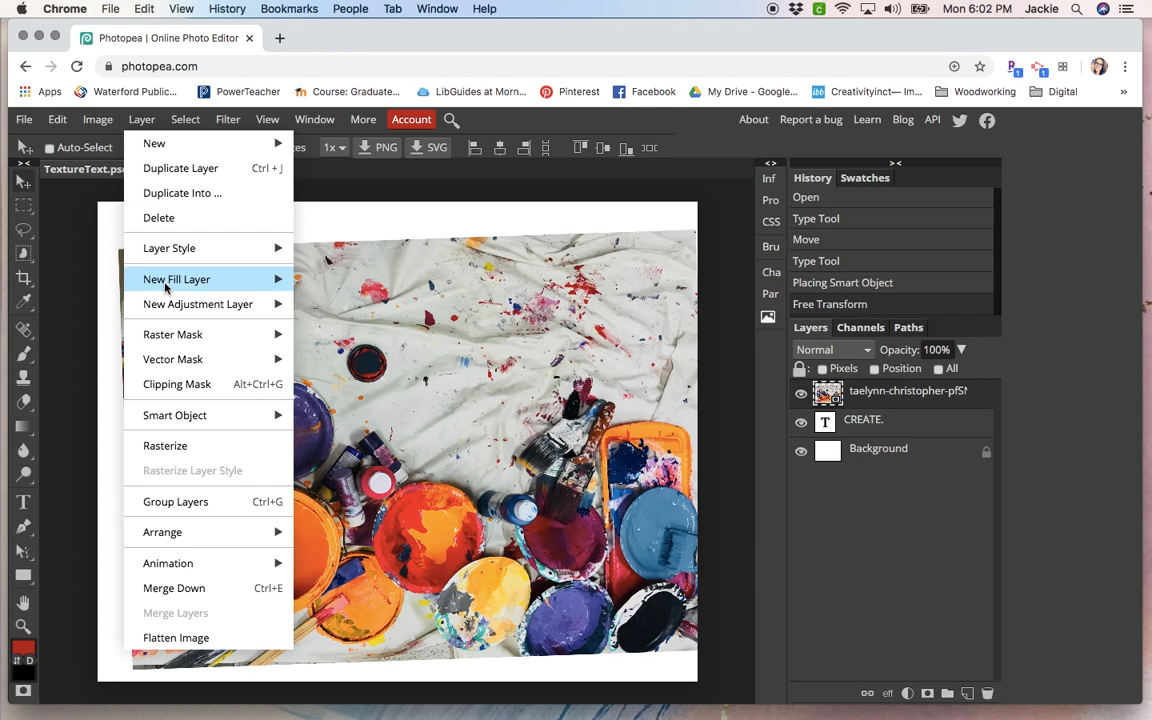 Chrome File Edit View History Bookmarks People Tab Window Help Mon 6:02 PM Jackie
Photopea | Online Photo Editor
photopea.com
Apps Waterford Public... PowerTeacher Course: Graduate... LibGuides at Morn... Pinterest Facebook My Drive - Google... Creativityinct— Im... Woodworking Digital »
File Edit Image Layer Select Filter View Window More Account About Report a bug Learn Blog API
Auto-Select ces 1x PNG SVG
TextureText.psd
New
Duplicate Layer Ctrl + J
Duplicate Into ...
Delete
Layer Style
New Fill Layer
New Adjustment Layer
Raster Mask
Vector Mask
Clipping Mask Alt+Ctrl+G
Smart Object
Rasterize
Rasterize Layer Style
Group Layers Ctrl+G
Arrange
Animation
Merge Down Ctrl+E
Merge Layers
Flatten Image
Inf
Pro
CSS
Bru
Cha
Par
History Swatches
Open
Type Tool
Move
Type Tool
Placing Smart Object
Free Transform
Layers Channels Paths
Normal Opacity: 100%
Pixels Position All
taelynn-christopher-pfSM
T CREATE.
Background
eff